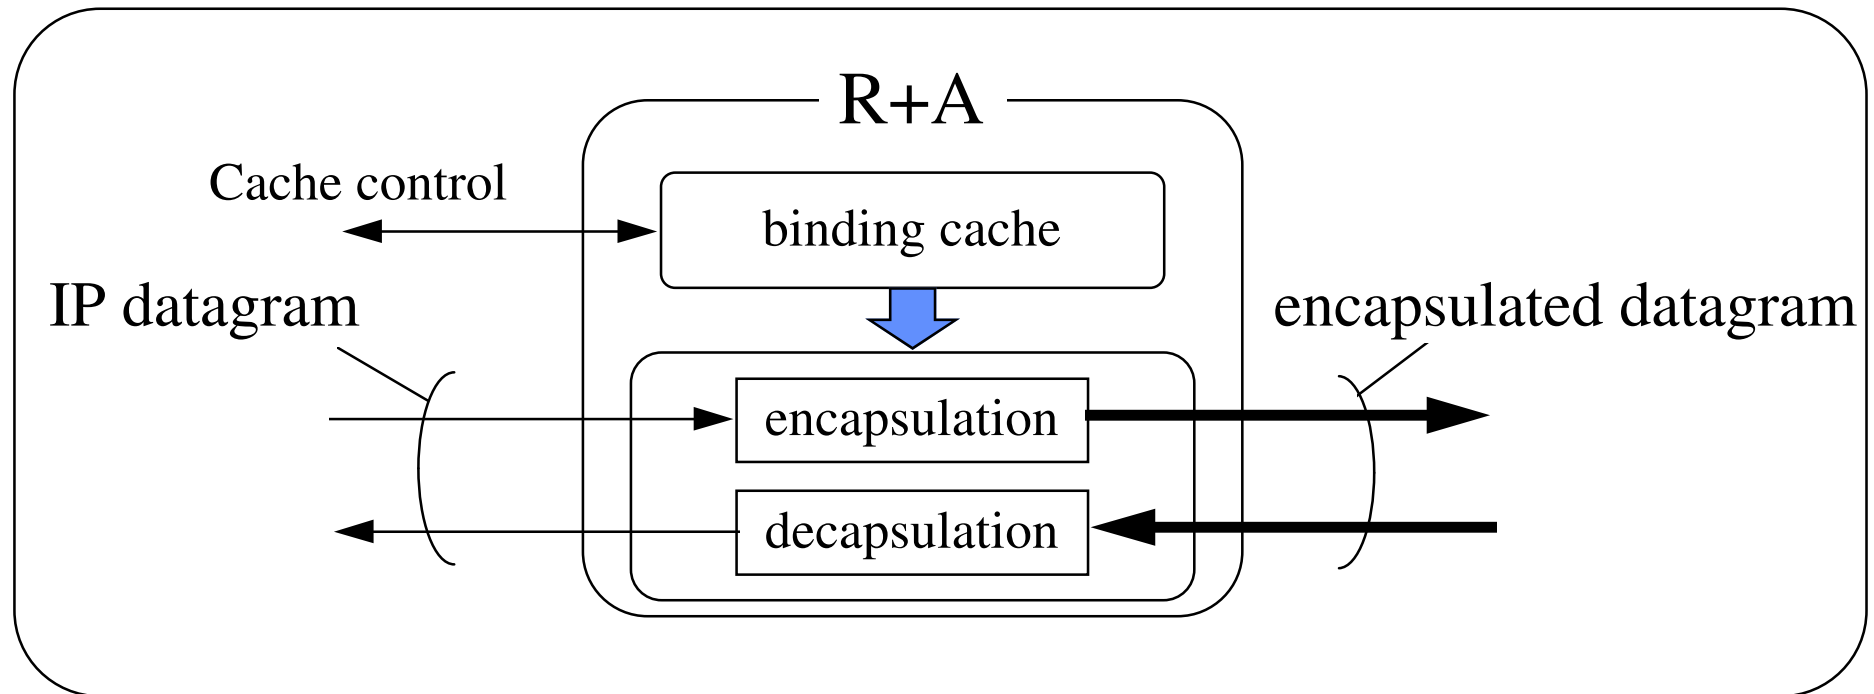 R+A
Cache control
binding cache
IP datagram
encapsulated datagram
encapsulation
decapsulation